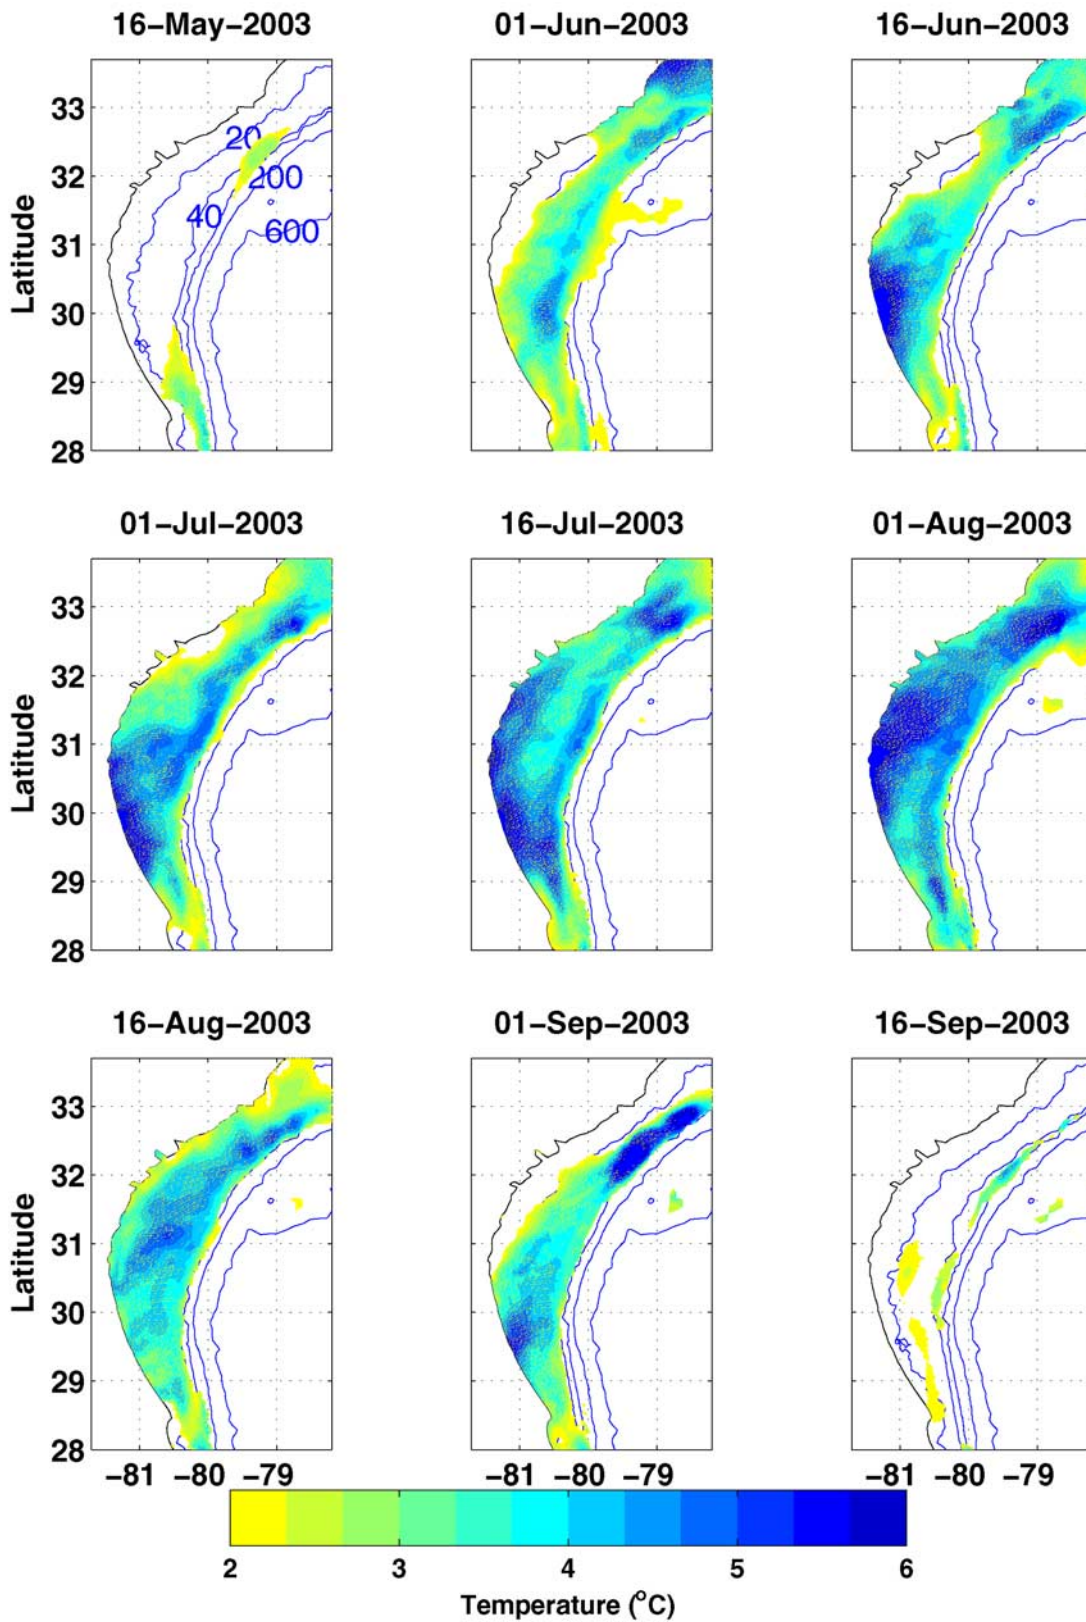 16-May-2003 01-Jun-2003 16-Jun-2003
33
32
31
30
29
28
Latitude
20
200
40
600
01-Jul-2003 16-Jul-2003 01-Aug-2003
33
32
31
30
29
28
Latitude
16-Aug-2003 01-Sep-2003 16-Sep-2003
33
32
31
30
29
28
Latitude
-81 -80 -79 -81 -80 -79 -81 -80 -79
2 3 4 5 6
Temperature (°C)